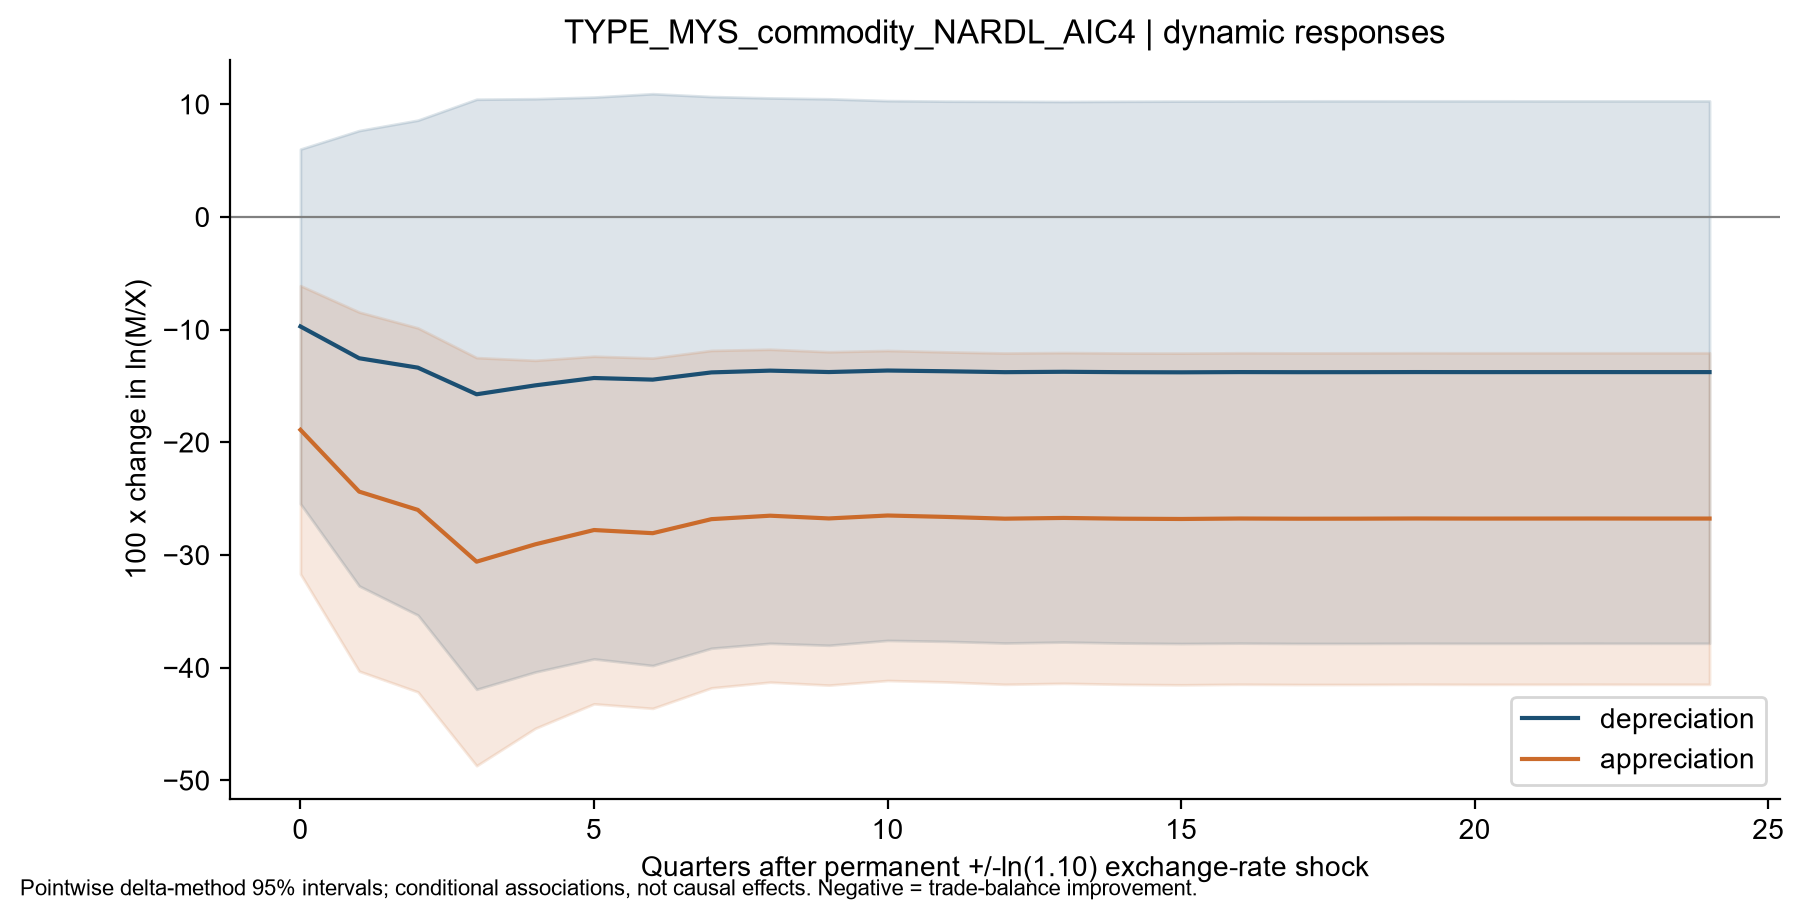 TYPE_MYS_commodity_NARDL_AIC4 | dynamic responses
10
0
−10
−20
−30
−40
−50
100 x change in ln(M/X)
depreciation
appreciation
0 5 10 15 20 25
Quarters after permanent +/-ln(1.10) exchange-rate shock
Pointwise delta-method 95% intervals; conditional associations, not causal effects. Negative = trade-balance improvement.